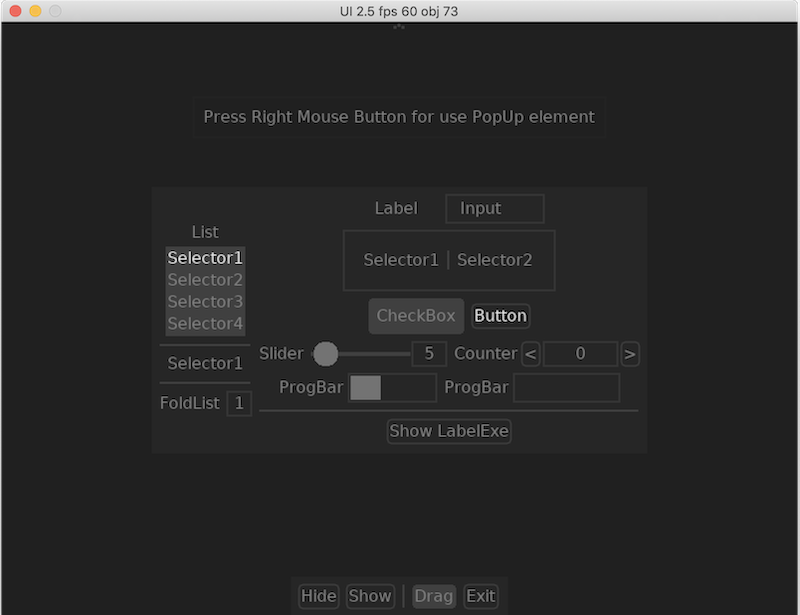 UI 2.5 fps 60 obj 73
Press Right Mouse Button for use PopUp element
Label Input
List
Selector1
Selector2
Selector3
Selector4
Selector1 | Selector2
CheckBox Button
Selector1
Slider 5 Counter < 0 >
ProgBar ProgBar
FoldList 1
Show LabelExe
Hide Show | Drag Exit